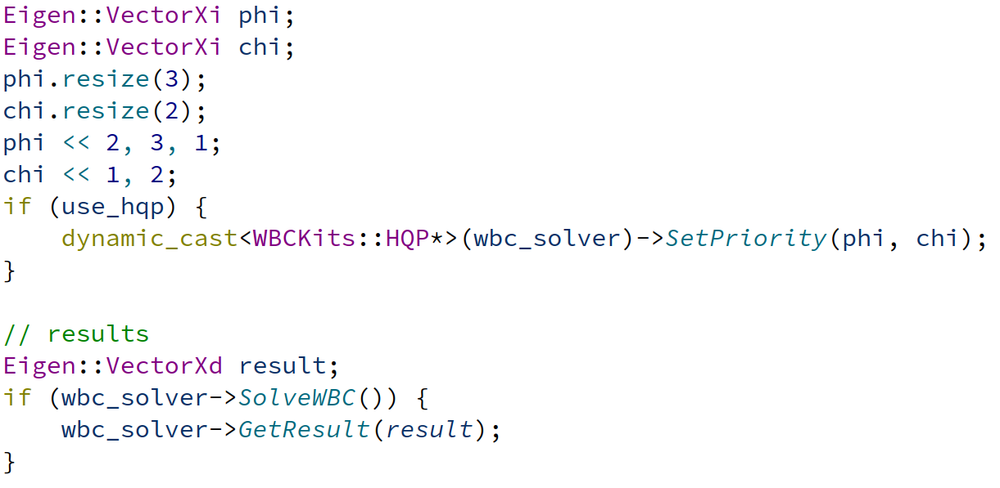 Eigen::VectorXi phi;
Eigen::VectorXi chi;
phi.resize(3);
chi.resize(2);
phi << 2, 3, 1;
chi << 1, 2;
if (use_hqp) {
    dynamic_cast<WBCKits::HQP*>(wbc_solver)->SetPriority(phi, chi);
}

// results
Eigen::VectorXd result;
if (wbc_solver->SolveWBC()) {
    wbc_solver->GetResult(result);
}